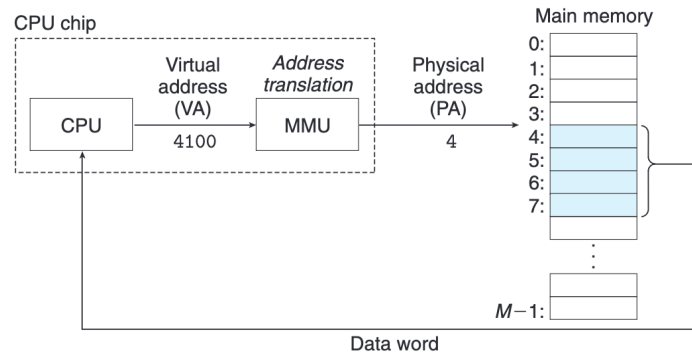 CPU chip
Main memory
Virtual
address
(VA)
Address
translation
Physical
address
(PA)
CPU
4100
MMU
4
0:
1:
2:
3:
4:
5:
6:
7:
M−1:
Data word